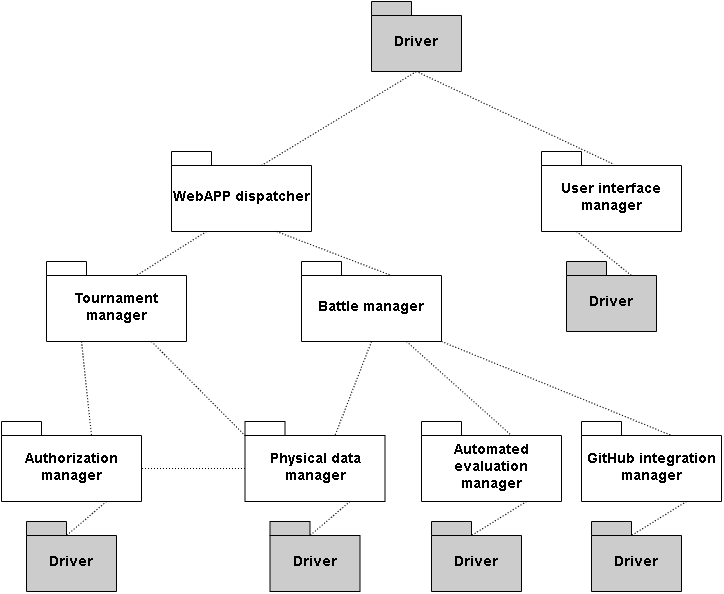 Driver
WebAPP dispatcher
User interface
manager
Tournament
manager
Battle manager
Driver
Authorization
manager
Physical data
manager
Automated
evaluation
manager
GitHub integration
manager
Driver
Driver
Driver
Driver